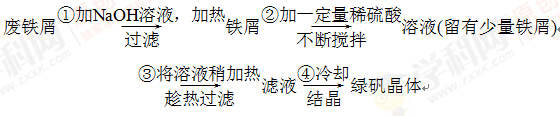 废铁屑 ①加NaOH溶液，加热 过滤 铁屑 ②加一定量稀硫酸 不断搅拌 溶液(留有少量铁屑)
③将溶液稍加热 趁热过滤 滤液 ④冷却 结晶 绿矾晶体